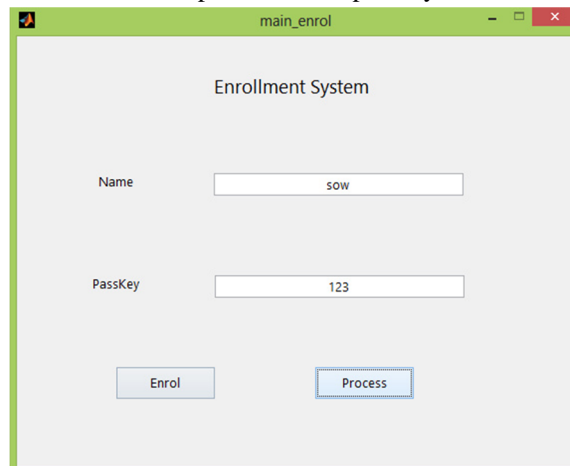 main_enrol
Enrollment System
Name
sow
PassKey
123
Enrol
Process